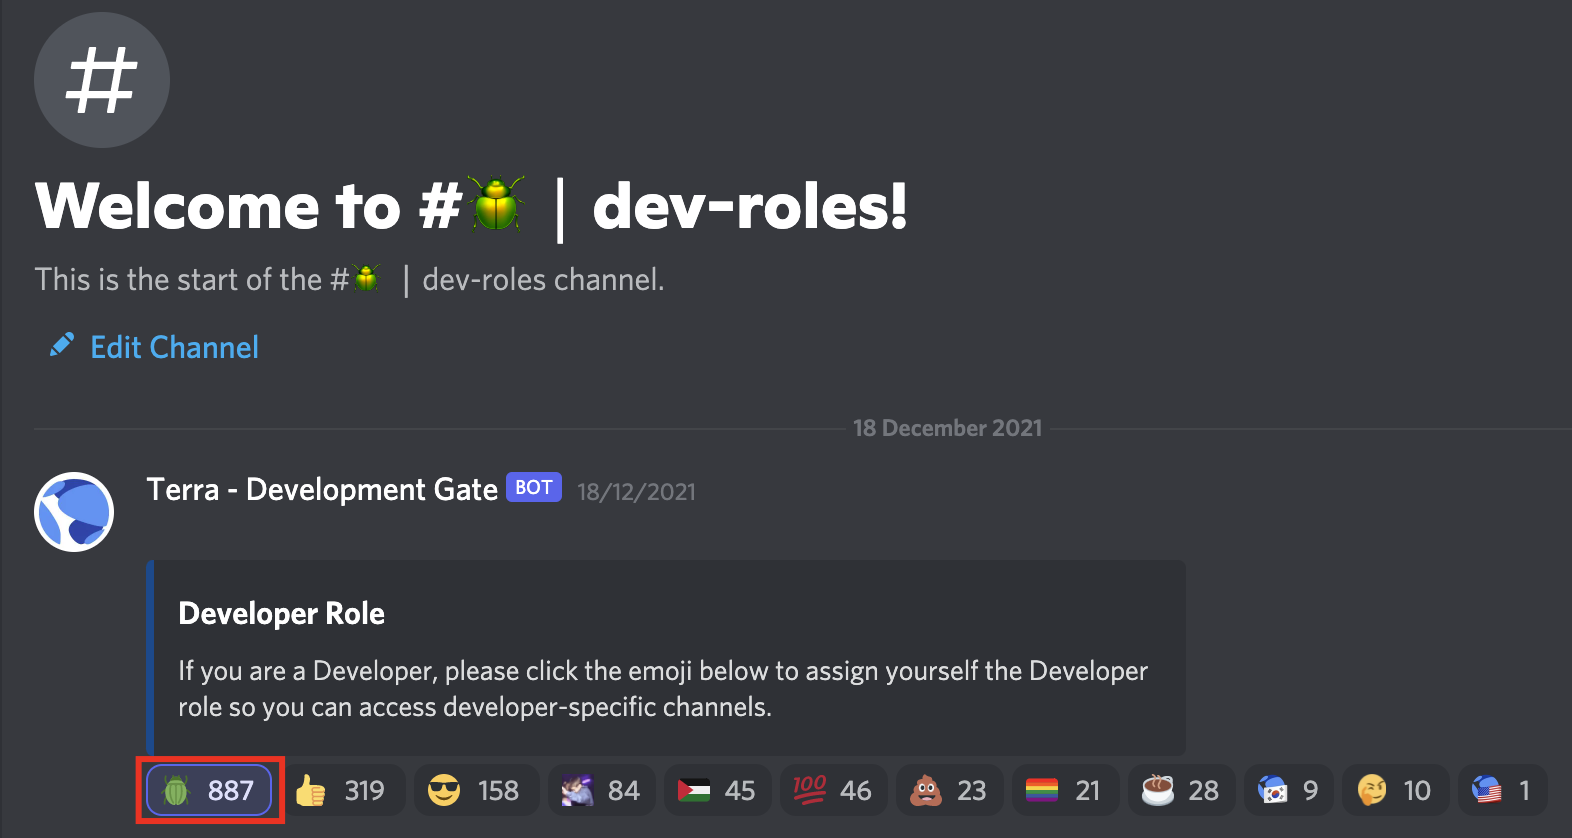 #
Welcome to #🪲 | dev-roles!
This is the start of the #🪲 | dev-roles channel.
Edit Channel
18 December 2021
Terra - Development Gate BOT 18/12/2021
Developer Role
If you are a Developer, please click the emoji below to assign yourself the Developer
role so you can access developer-specific channels.
887 319 158 84 45 100 46 23 21 28 9 10 1